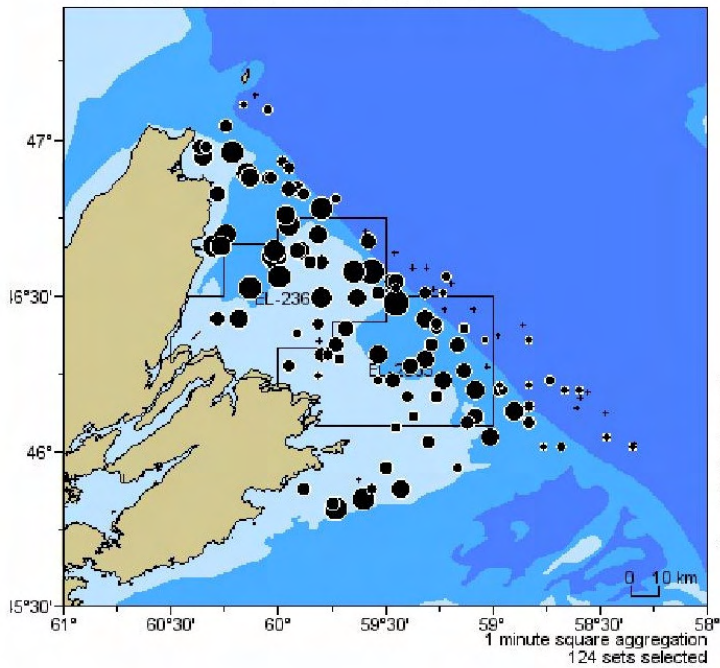 47°
46°30'
EL-236
46°
0 10 km
45°30'
61° 60°30' 60° 59°30' 59° 58°30' 58°
1 minute square aggregation
124 sets selected